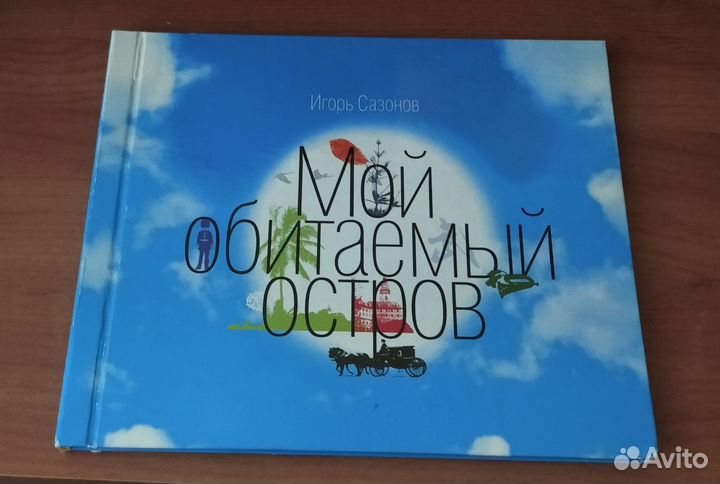 Игорь Сазонов
Мой
обитаемый
остров
Avito